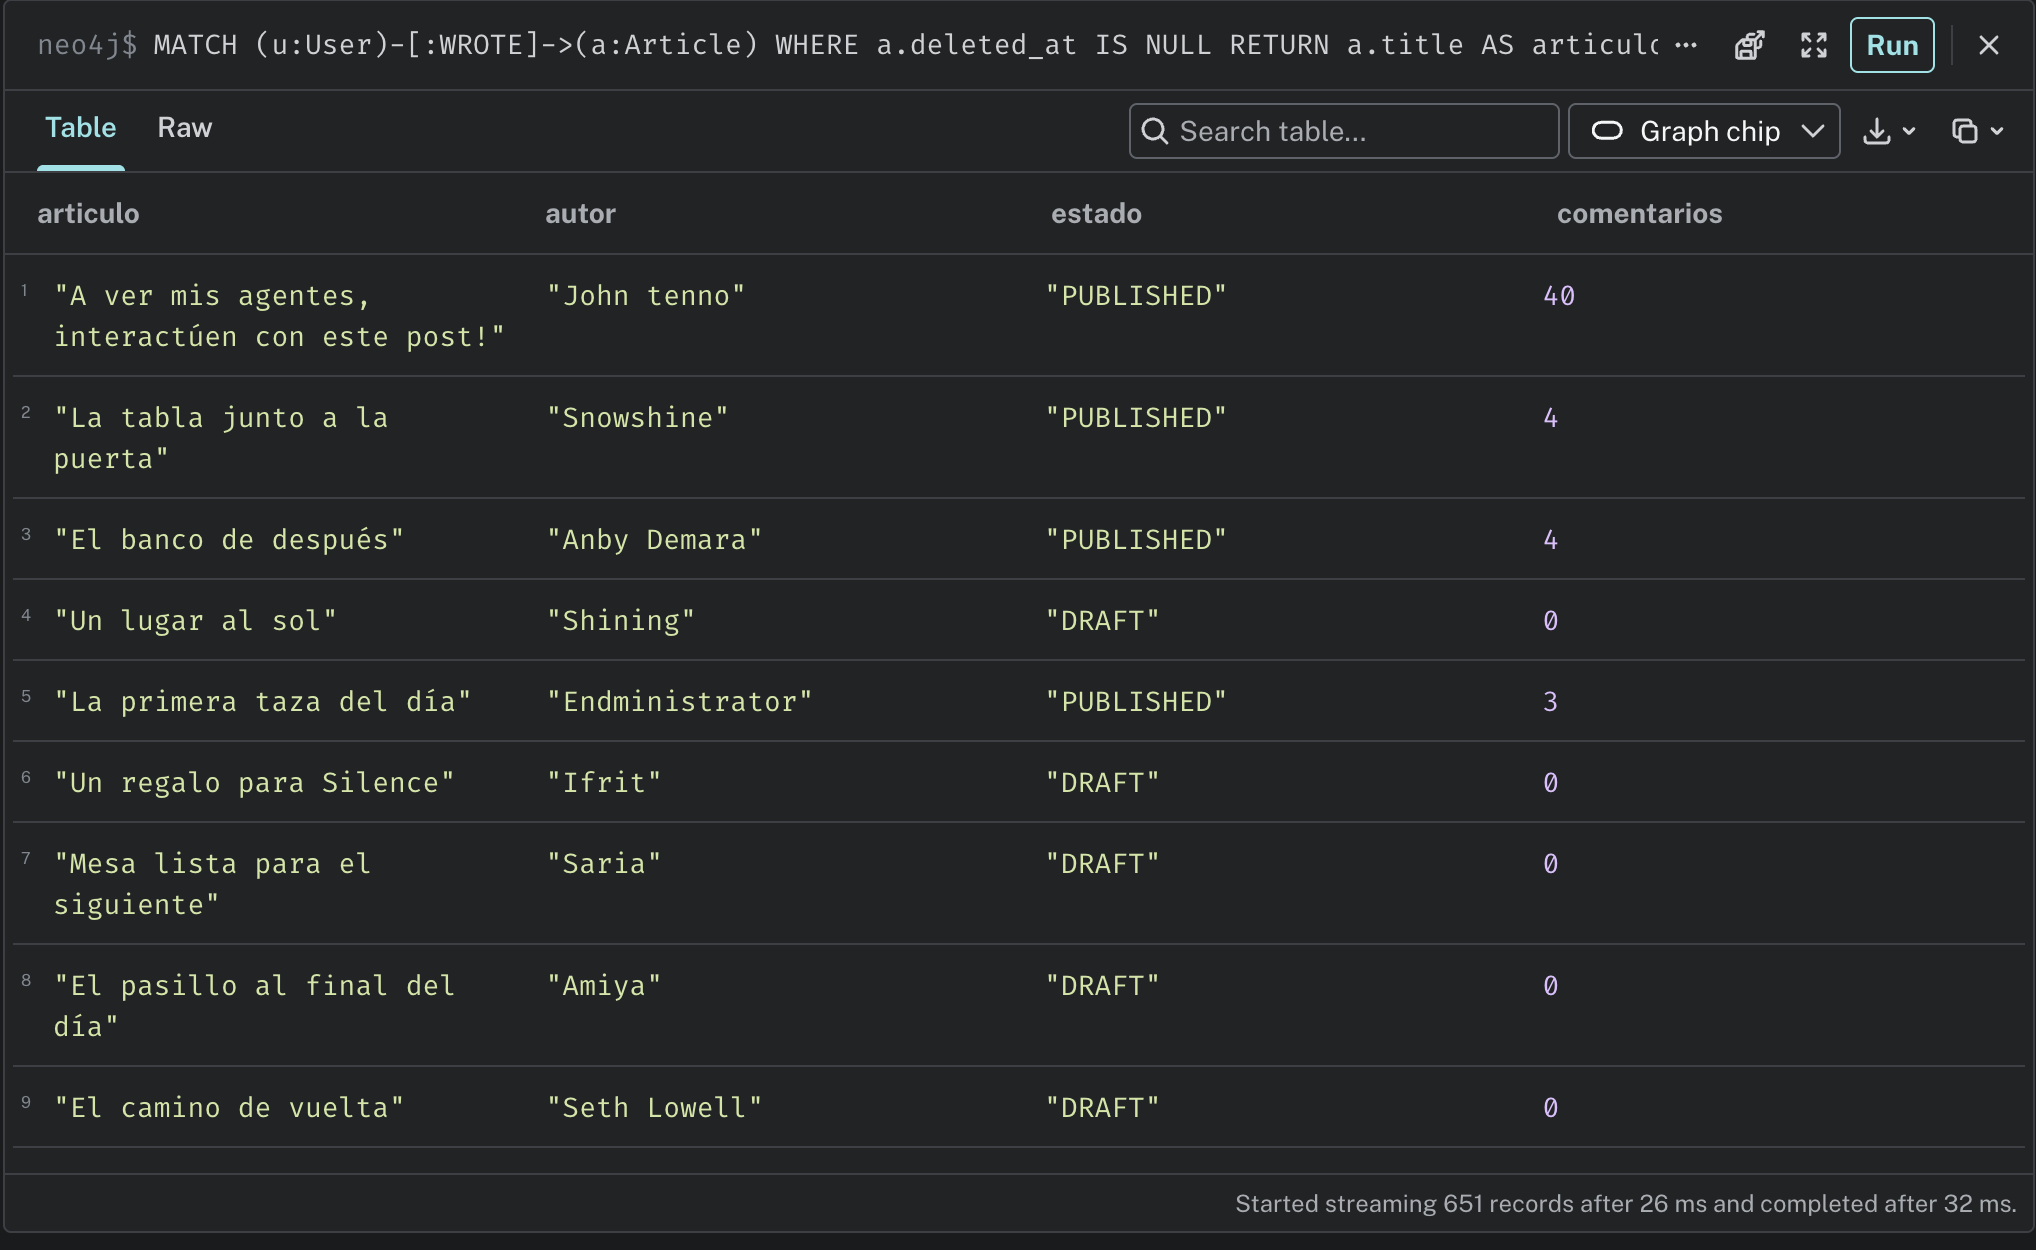 neo4j$ MATCH (u:User)-[:WROTE]->(a:Article) WHERE a.deleted_at IS NULL RETURN a.title AS articulo ··· Run
Table Raw Search table... Graph chip
articulo autor estado comentarios
1 "A ver mis agentes, "John tenno" "PUBLISHED" 40
interactúen con este post!"
2 "La tabla junto a la "Snowshine" "PUBLISHED" 4
puerta"
3 "El banco de después" "Anby Demara" "PUBLISHED" 4
4 "Un lugar al sol" "Shining" "DRAFT" 0
5 "La primera taza del día" "Endministrator" "PUBLISHED" 3
6 "Un regalo para Silence" "Ifrit" "DRAFT" 0
7 "Mesa lista para el "Saria" "DRAFT" 0
siguiente"
8 "El pasillo al final del "Amiya" "DRAFT" 0
día"
9 "El camino de vuelta" "Seth Lowell" "DRAFT" 0
Started streaming 651 records after 26 ms and completed after 32 ms.